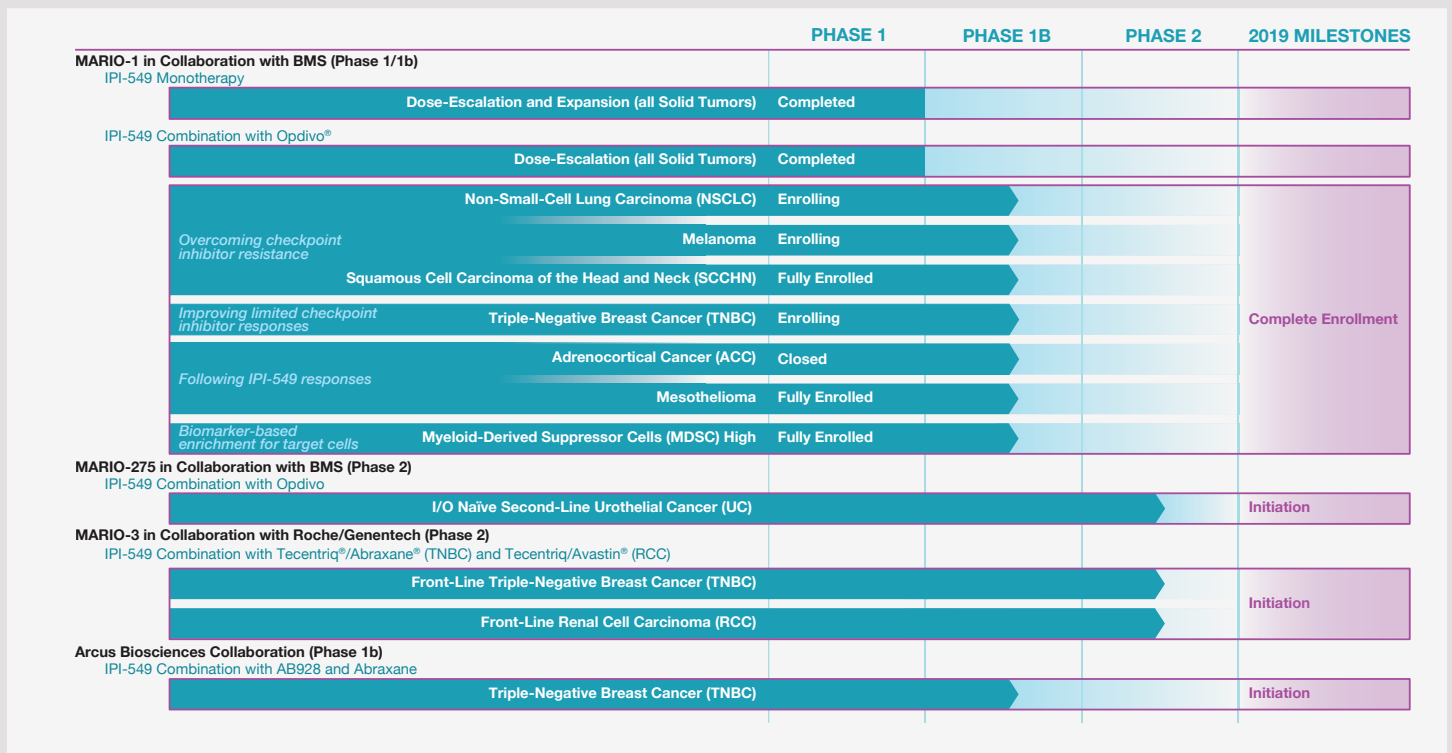 PHASE 1 PHASE 1B PHASE 2 2019 MILESTONES
MARIO-1 in Collaboration with BMS (Phase 1/1b)
IPI-549 Monotherapy
Dose-Escalation and Expansion (all Solid Tumors) Completed
IPI-549 Combination with Opdivo®
Dose-Escalation (all Solid Tumors) Completed
Non-Small-Cell Lung Carcinoma (NSCLC) Enrolling
Overcoming checkpoint
inhibitor resistance
Melanoma Enrolling
Squamous Cell Carcinoma of the Head and Neck (SCCHN) Fully Enrolled
Improving limited checkpoint
inhibitor responses
Triple-Negative Breast Cancer (TNBC) Enrolling
Complete Enrollment
Adrenocortical Cancer (ACC) Closed
Following IPI-549 responses
Mesothelioma Fully Enrolled
Biomarker-based
enrichment for target cells
Myeloid-Derived Suppressor Cells (MDSC) High Fully Enrolled
MARIO-275 in Collaboration with BMS (Phase 2)
IPI-549 Combination with Opdivo
I/O Naïve Second-Line Urothelial Cancer (UC) Initiation
MARIO-3 in Collaboration with Roche/Genentech (Phase 2)
IPI-549 Combination with Tecentriq®/Abraxane® (TNBC) and Tecentriq/Avastin® (RCC)
Front-Line Triple-Negative Breast Cancer (TNBC)
Initiation
Front-Line Renal Cell Carcinoma (RCC)
Arcus Biosciences Collaboration (Phase 1b)
IPI-549 Combination with AB928 and Abraxane
Triple-Negative Breast Cancer (TNBC) Initiation